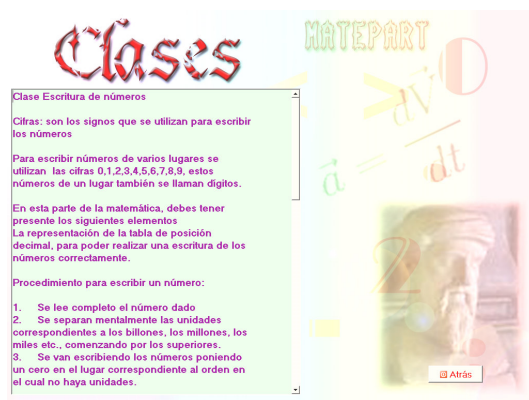 Clases
MATEPART
Clase Escritura de números
Cifras: son los signos que se utilizan para escribir
los números
Para escribir números de varios lugares se
utilizan las cifras 0,1,2,3,4,5,6,7,8,9, estos
números de un lugar también se llaman dígitos.
En esta parte de la matemática, debes tener
presente los siguientes elementos
La representación de la tabla de posición
decimal, para poder realizar una escritura de los
números correctamente.
Procedimiento para escribir un número:
1. Se lee completo el número dado
2. Se separan mentalmente las unidades
correspondientes a los billones, los millones, los
miles etc., comenzando por los superiores.
3. Se van escribiendo los números poniendo
un cero en el lugar correspondiente al orden en
el cual no haya unidades.
a = dV
dt
O
2
Atrás